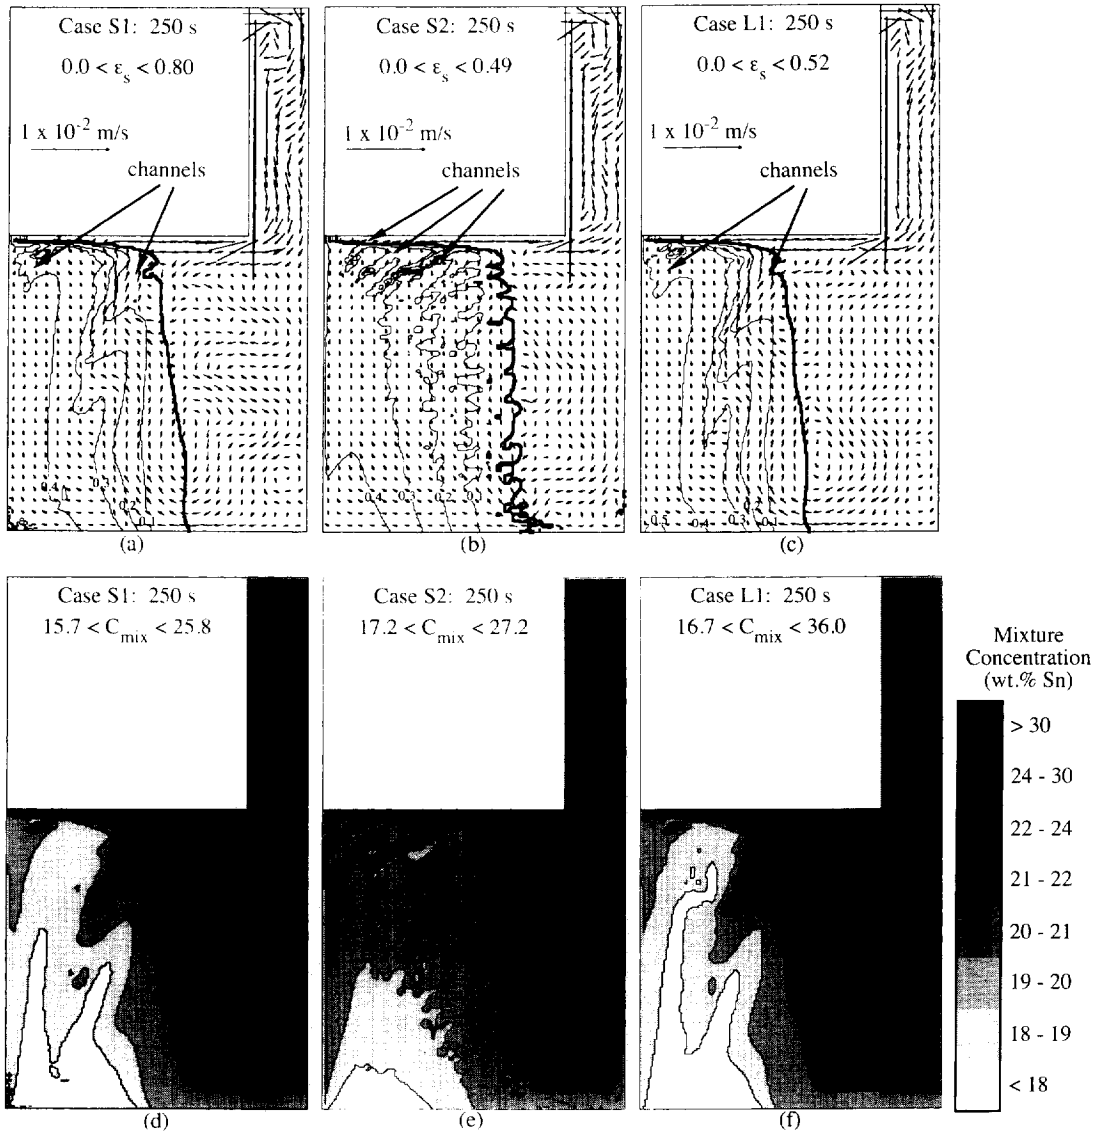 Case S1: 250 s
0.0 < ε_s < 0.80
1 x 10⁻² m/s
channels
0.4
0.3
0.2
0.1
(a)
Case S2: 250 s
0.0 < ε_s < 0.49
1 x 10⁻² m/s
channels
0.4
0.3
0.2
0.1
(b)
Case L1: 250 s
0.0 < ε_s < 0.52
1 x 10⁻² m/s
channels
0.5
0.4
0.3
0.2
0.1
(c)
Case S1: 250 s
15.7 < C_mix < 25.8
(d)
Case S2: 250 s
17.2 < C_mix < 27.2
(e)
Case L1: 250 s
16.7 < C_mix < 36.0
(f)
Mixture
Concentration
(wt.% Sn)
> 30
24 - 30
22 - 24
21 - 22
20 - 21
19 - 20
18 - 19
< 18